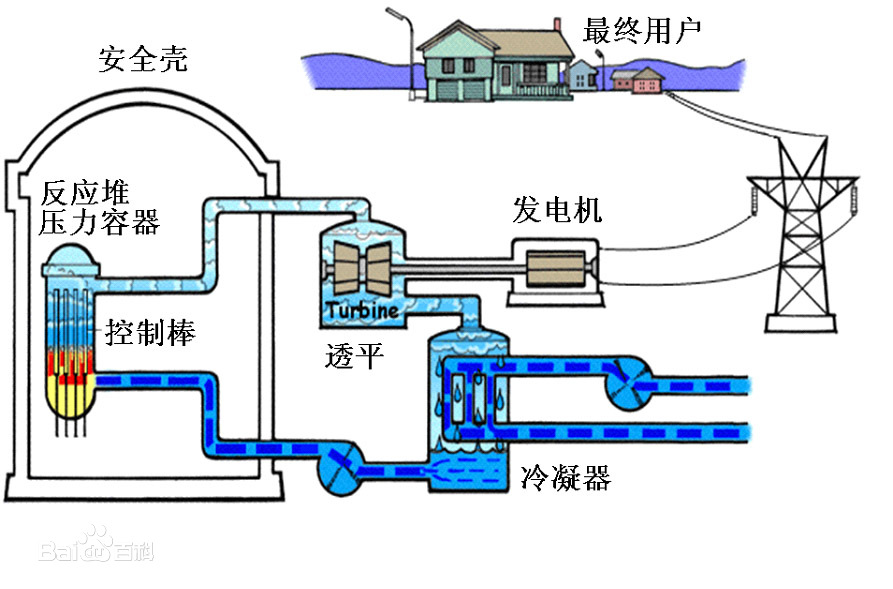 最终用户
安全壳
反应堆
压力容器
发电机
控制棒
Turbine
透平
冷凝器
Baidu百科